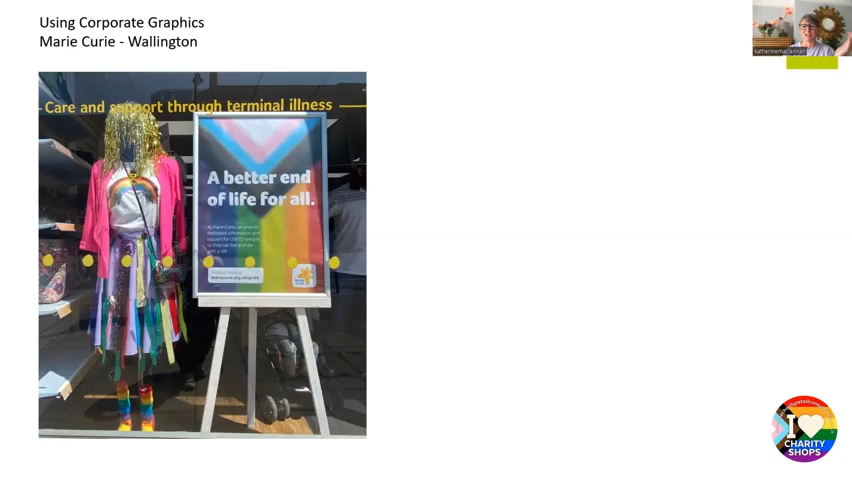 Using Corporate Graphics
Marie Curie - Wallington
Care and support through terminal illness
A better end
of life for all.
At Marie Curie, we provide
dedicated information and
support for LGBTQ+ people
so they can live and die
with pride
mariecurie.org.uk/pride
I
CHARITY
SHOPS
katherinemaclennan